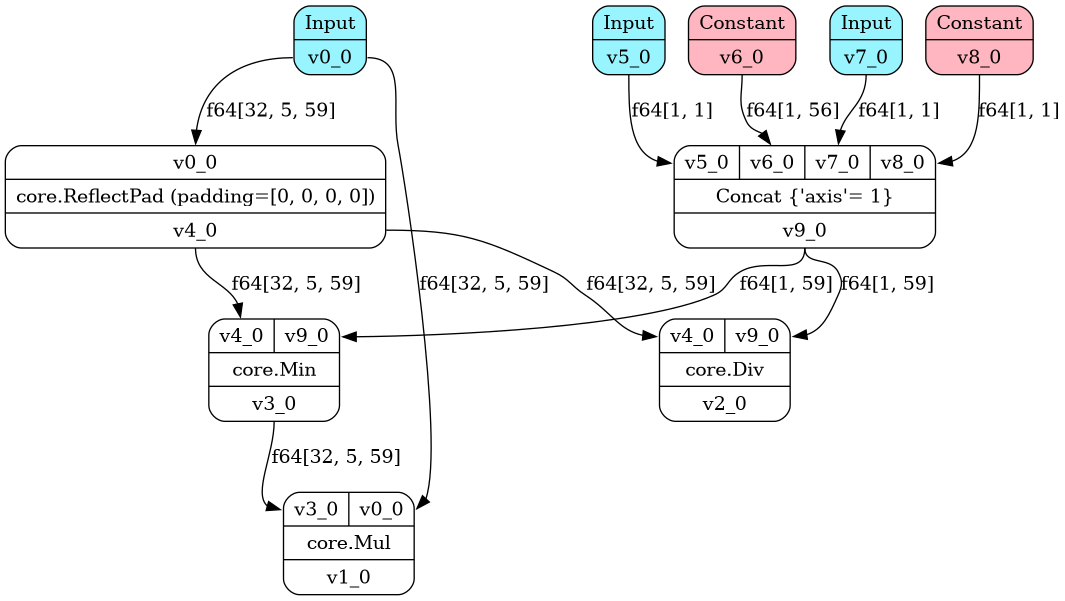 Input
v0_0
Input
v5_0
Constant
v6_0
Input
v7_0
Constant
v8_0
f64[32, 5, 59]
f64[1, 1]
f64[1, 56]
f64[1, 1]
f64[1, 1]
v0_0
core.ReflectPad (padding=[0, 0, 0, 0])
v4_0
v5_0 v6_0 v7_0 v8_0
Concat {'axis'= 1}
v9_0
f64[32, 5, 59]
f64[32, 5, 59]
f64[32, 5, 59]
f64[1, 59]
f64[1, 59]
v4_0 v9_0
core.Min
v3_0
v4_0 v9_0
core.Div
v2_0
f64[32, 5, 59]
v3_0 v0_0
core.Mul
v1_0